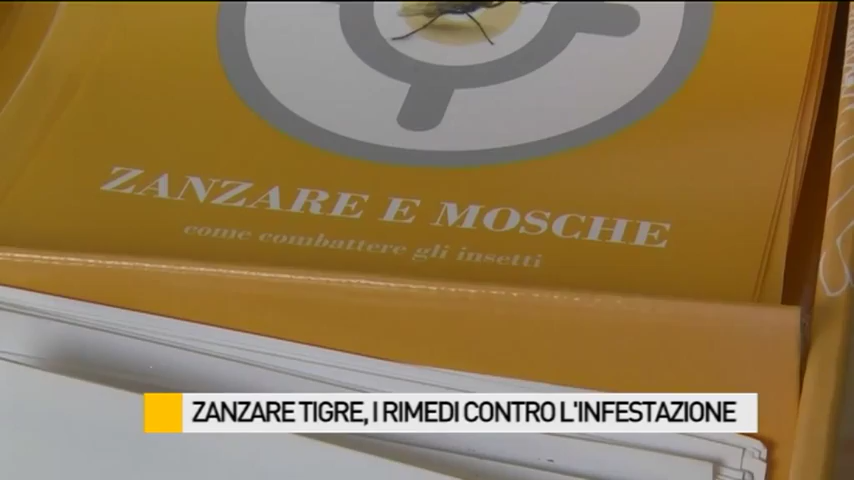 ZANZARE E MOSCHE
come combattere gli insetti
ZANZARE TIGRE, I RIMEDI CONTRO L'INFESTAZIONE